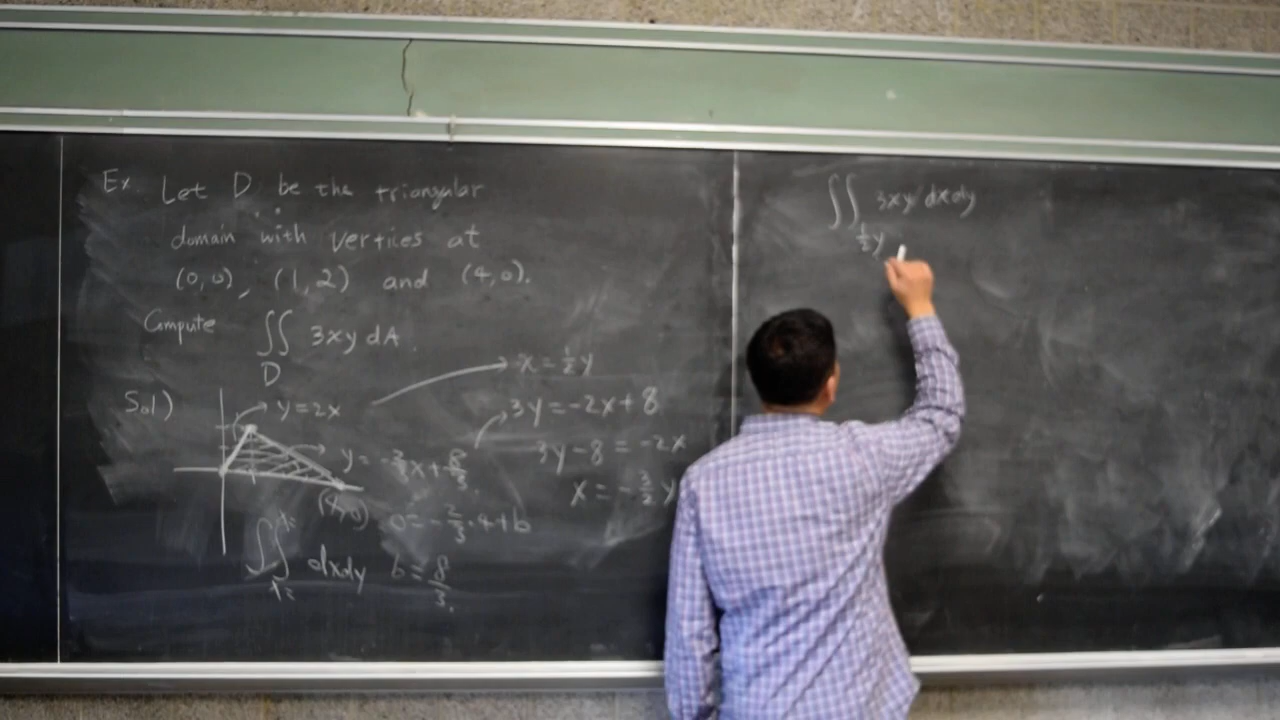 Ex. Let D be the triangular
domain with vertices at
(0,0), (1,2) and (4,0).
Compute ∬ 3xy dA
D
Sol)
y=2x
x = ½y
y = -⅔x + 8/3
3y = -2x + 8
3y - 8 = -2x
x = -3/2 y
(4,0)
0 = -⅔·4 + b
b = 8/3.
∬ dxdy
∬ 3xy dxdy
½y